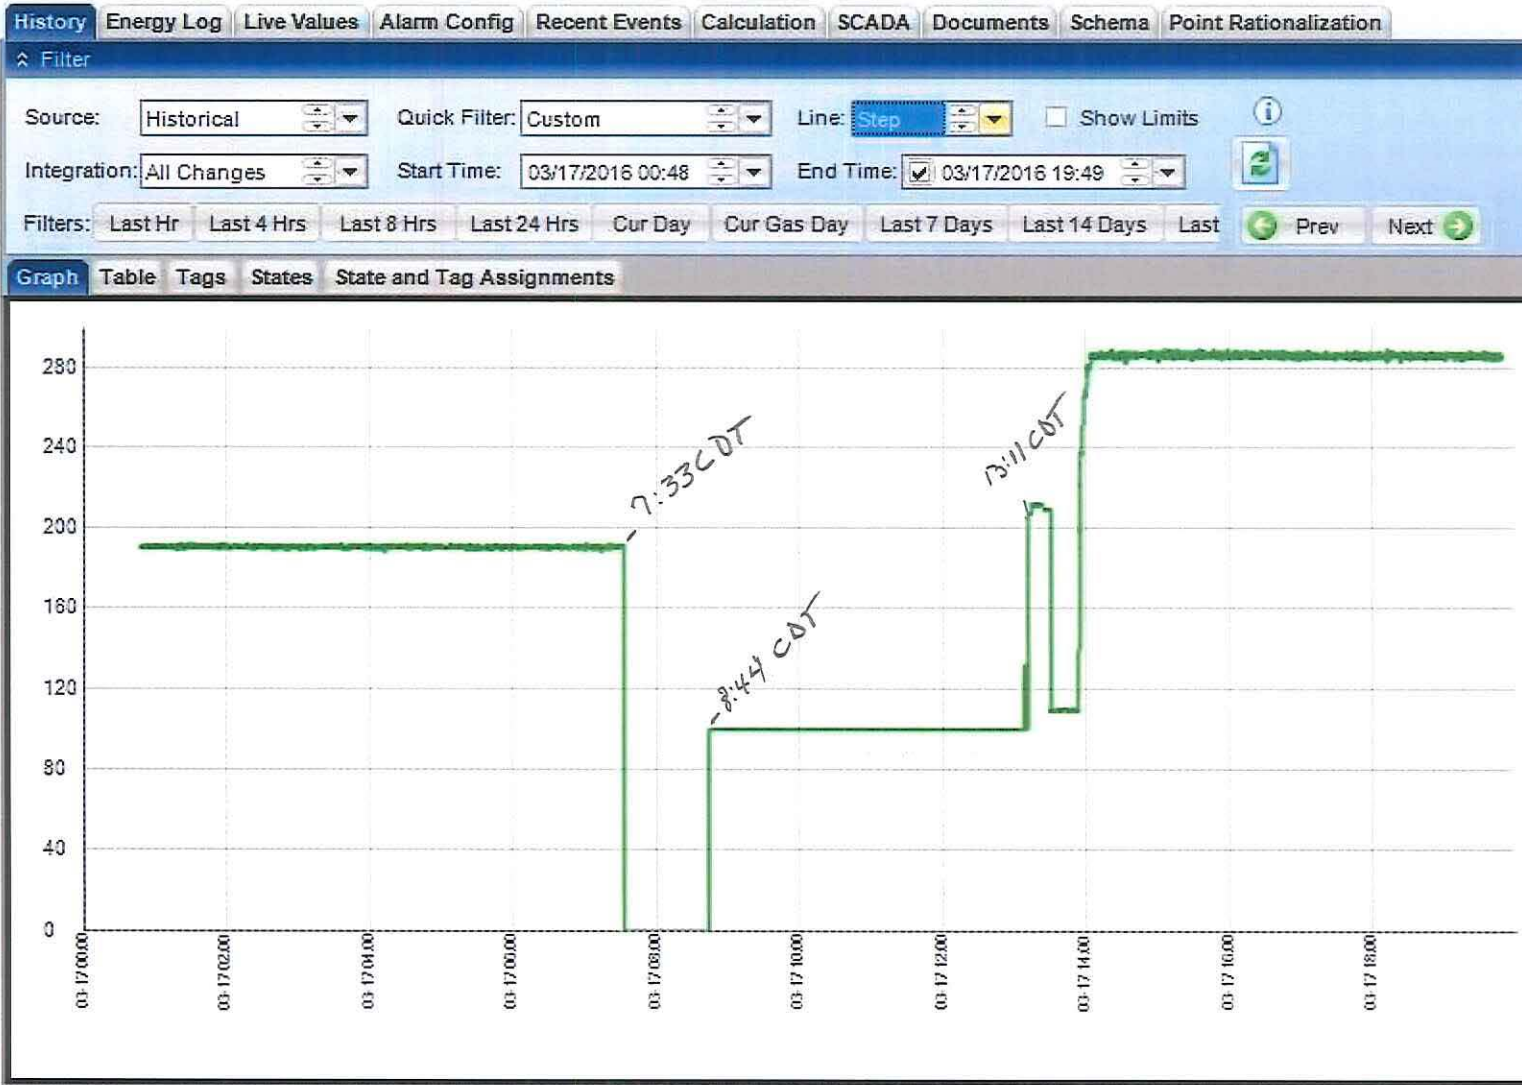 History Energy Log Live Values Alarm Config Recent Events Calculation SCADA Documents Schema Point Rationalization
Filter
Source: Historical Quick Filter: Custom Line: Step Show Limits
Integration: All Changes Start Time: 03/17/2016 00:48 End Time: 03/17/2016 19:49
Filters: Last Hr Last 4 Hrs Last 8 Hrs Last 24 Hrs Cur Day Cur Gas Day Last 7 Days Last 14 Days Last Prev Next
Graph Table Tags States State and Tag Assignments
280
240
200
160
120
80
40
0
7:33 CDT
8:44 CDT
13:11 CDT
03-17 00:00
03-17 02:00
03-17 04:00
03-17 06:00
03-17 08:00
03-17 10:00
03-17 12:00
03-17 14:00
03-17 16:00
03-17 18:00